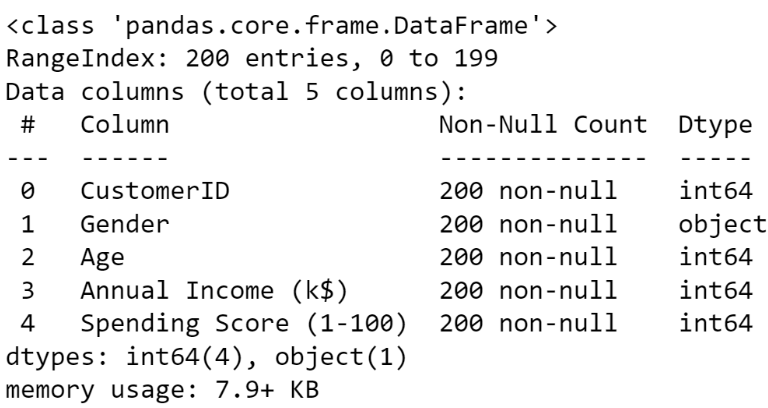 <class 'pandas.core.frame.DataFrame'>
RangeIndex: 200 entries, 0 to 199
Data columns (total 5 columns):
 #   Column                  Non-Null Count  Dtype
---  ------                  --------------  -----
 0   CustomerID              200 non-null    int64
 1   Gender                  200 non-null    object
 2   Age                     200 non-null    int64
 3   Annual Income (k$)      200 non-null    int64
 4   Spending Score (1-100)  200 non-null    int64
dtypes: int64(4), object(1)
memory usage: 7.9+ KB